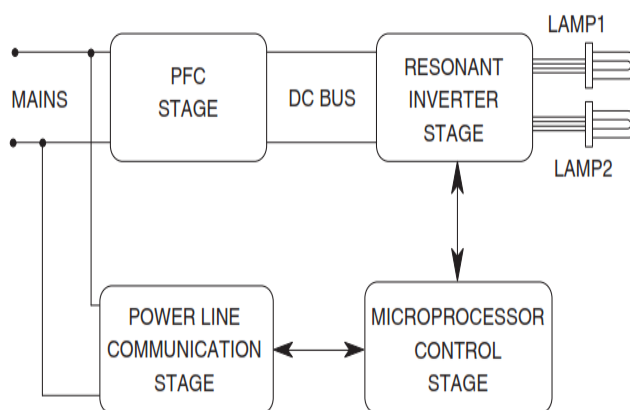 LAMP1
MAINS
PFC
STAGE
DC BUS
RESONANT
INVERTER
STAGE
LAMP2
POWER LINE
COMMUNICATION
STAGE
MICROPROCESSOR
CONTROL
STAGE